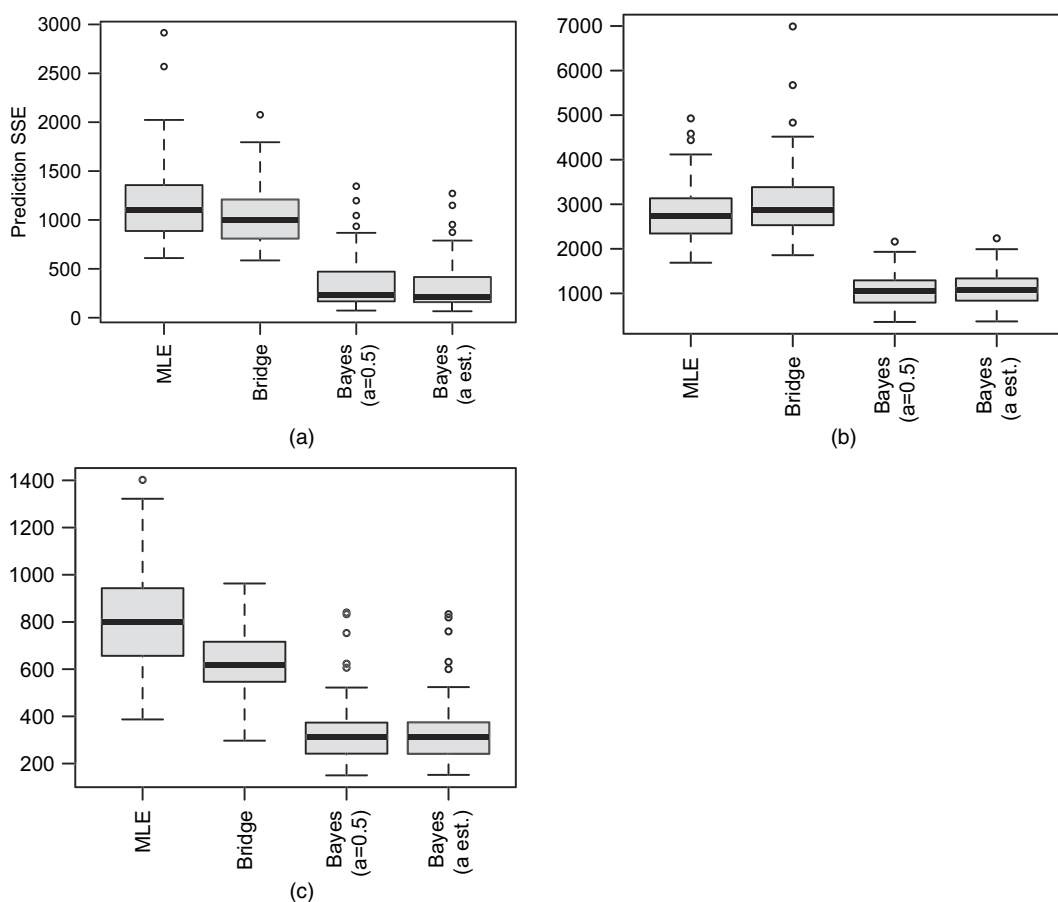 Prediction SSE
3000
2500
2000
1500
1000
500
0
MLE
Bridge
Bayes
(a=0.5)
Bayes
(a est.)
(a)
7000
6000
5000
4000
3000
2000
1000
MLE
Bridge
Bayes
(a=0.5)
Bayes
(a est.)
(b)
1400
1200
1000
800
600
400
200
MLE
Bridge
Bayes
(a=0.5)
Bayes
(a est.)
(c)